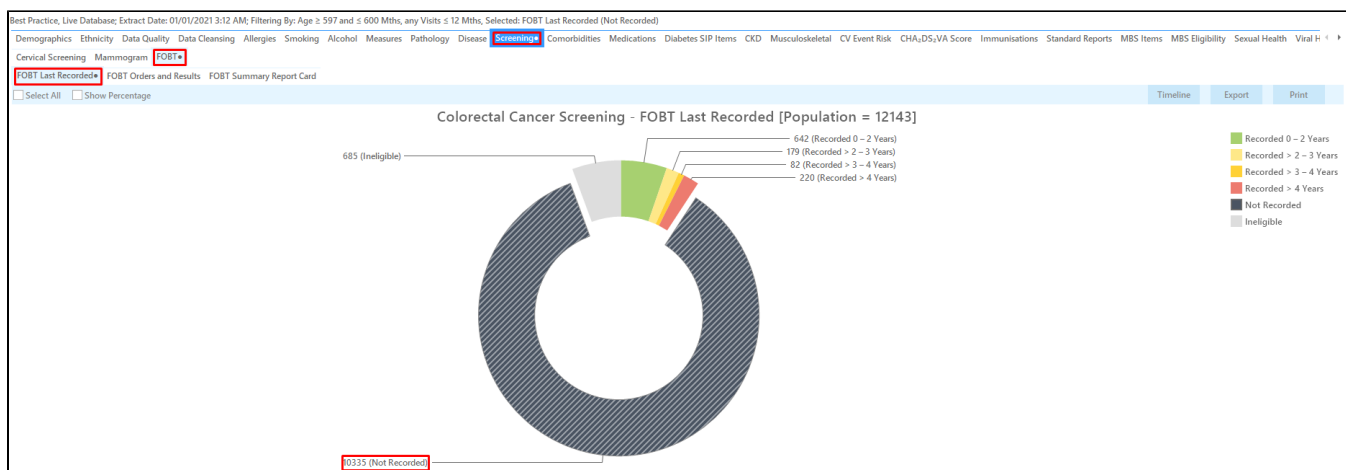 Best Practice, Live Database; Extract Date: 01/01/2021 3:12 AM; Filtering By: Age ≥ 597 and ≤ 600 Mths, any Visits ≤ 12 Mths, Selected: FOBT Last Recorded (Not Recorded)
Demographics Ethnicity Data Quality Data Cleansing Allergies Smoking Alcohol Measures Pathology Disease Screening• Comorbidities Medications Diabetes SIP Items CKD Musculoskeletal CV Event Risk CHA₂DS₂VA Score Immunisations Standard Reports MBS Items MBS Eligibility Sexual Health Viral H
Cervical Screening Mammogram FOBT•
FOBT Last Recorded• FOBT Orders and Results FOBT Summary Report Card
Select All Show Percentage Timeline Export Print
Colorectal Cancer Screening - FOBT Last Recorded [Population = 12143]
642 (Recorded 0 – 2 Years)
179 (Recorded > 2 – 3 Years)
685 (Ineligible)
82 (Recorded > 3 – 4 Years)
220 (Recorded > 4 Years)
10335 (Not Recorded)
Recorded 0 – 2 Years
Recorded > 2 – 3 Years
Recorded > 3 – 4 Years
Recorded > 4 Years
Not Recorded
Ineligible